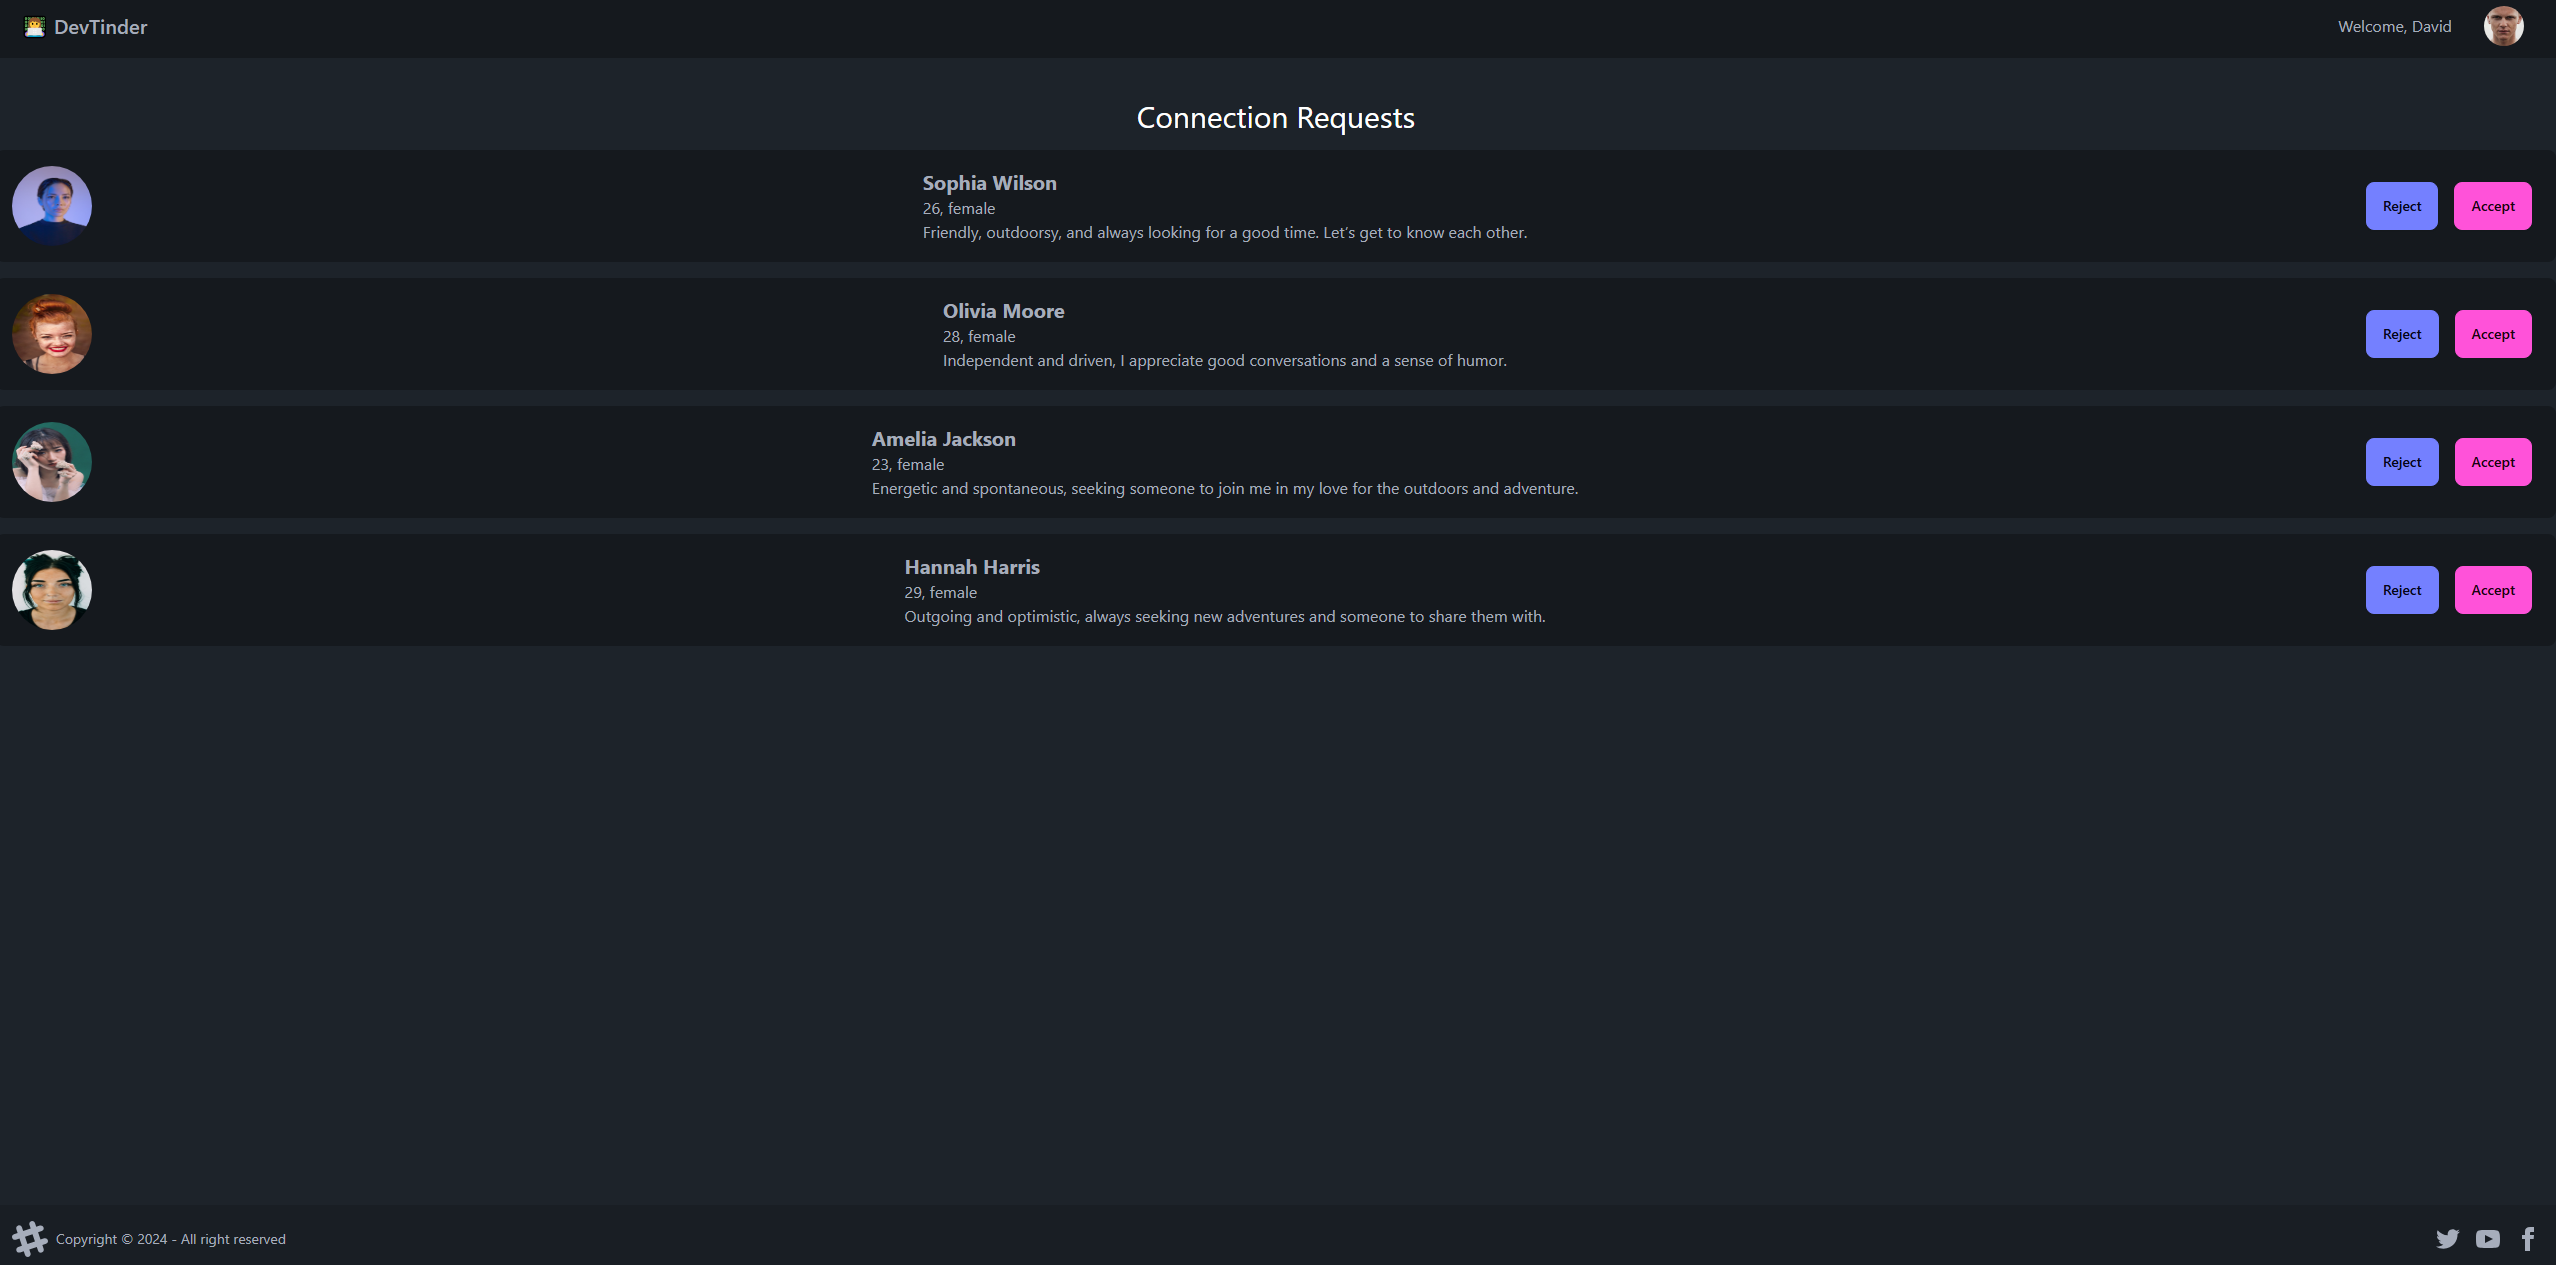 DevTinder
Welcome, David
Connection Requests
Sophia Wilson
26, female
Friendly, outdoorsy, and always looking for a good time. Let’s get to know each other.
Reject
Accept
Olivia Moore
28, female
Independent and driven, I appreciate good conversations and a sense of humor.
Reject
Accept
Amelia Jackson
23, female
Energetic and spontaneous, seeking someone to join me in my love for the outdoors and adventure.
Reject
Accept
Hannah Harris
29, female
Outgoing and optimistic, always seeking new adventures and someone to share them with.
Reject
Accept
Copyright © 2024 - All right reserved